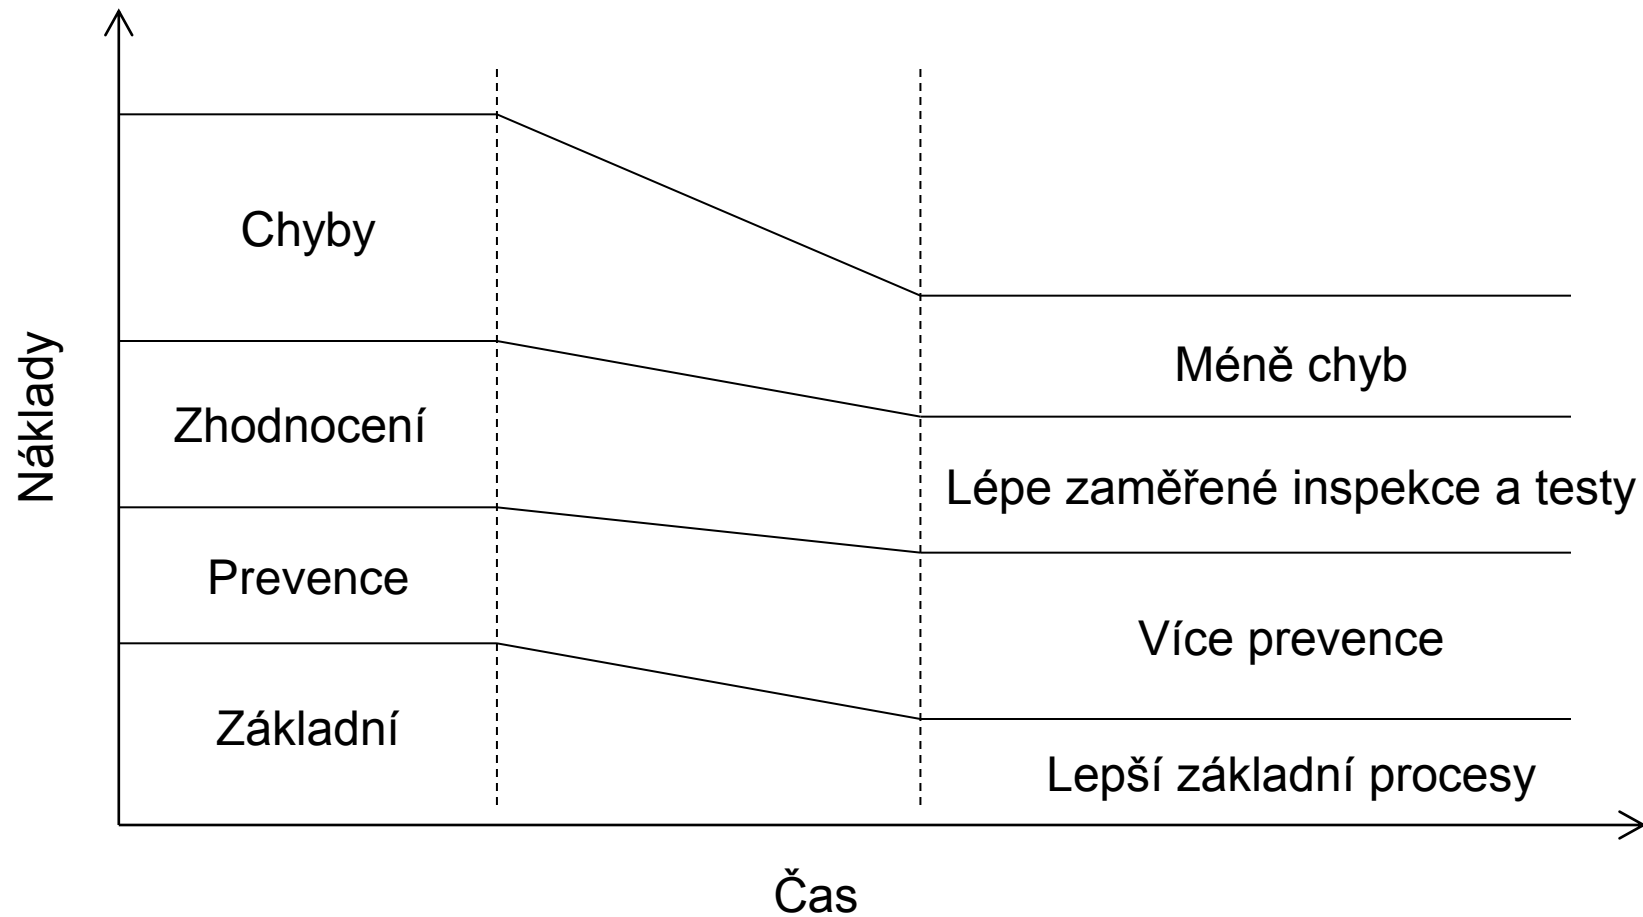 Chyby
Méně chyb
Náklady
Zhodnocení
Lépe zaměřené inspekce a testy
Prevence
Více prevence
Základní
Lepší základní procesy
Čas